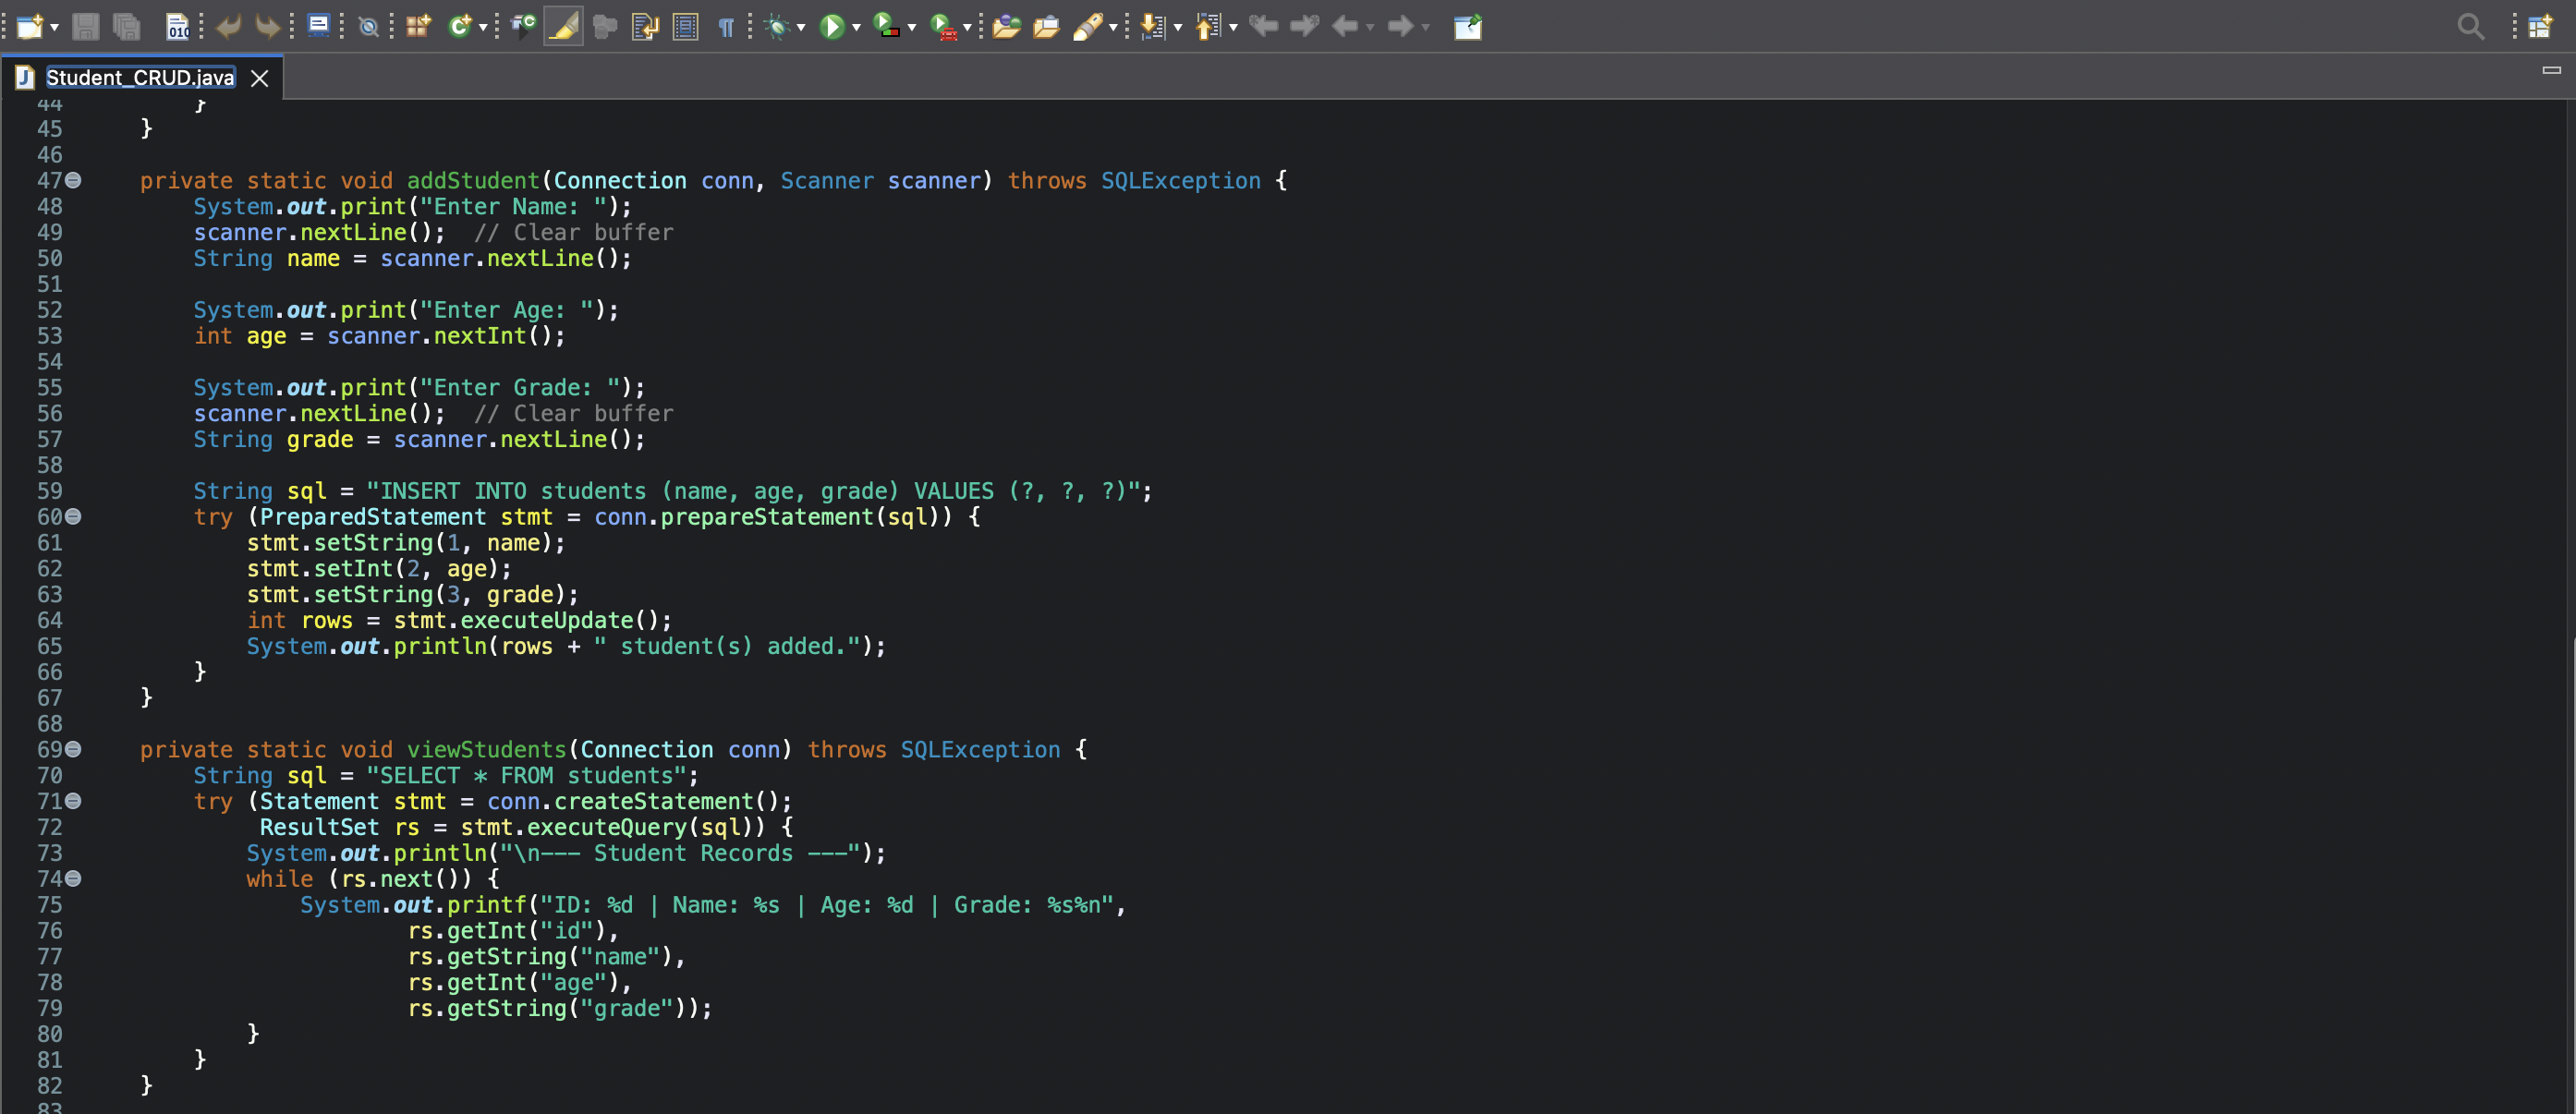 Student_CRUD.java
44 }
45 }
46
47 private static void addStudent(Connection conn, Scanner scanner) throws SQLException {
48 System.out.print("Enter Name: ");
49 scanner.nextLine();  // Clear buffer
50 String name = scanner.nextLine();
51
52 System.out.print("Enter Age: ");
53 int age = scanner.nextInt();
54
55 System.out.print("Enter Grade: ");
56 scanner.nextLine();  // Clear buffer
57 String grade = scanner.nextLine();
58
59 String sql = "INSERT INTO students (name, age, grade) VALUES (?, ?, ?)";
60 try (PreparedStatement stmt = conn.prepareStatement(sql)) {
61 stmt.setString(1, name);
62 stmt.setInt(2, age);
63 stmt.setString(3, grade);
64 int rows = stmt.executeUpdate();
65 System.out.println(rows + " student(s) added.");
66 }
67 }
68
69 private static void viewStudents(Connection conn) throws SQLException {
70 String sql = "SELECT * FROM students";
71 try (Statement stmt = conn.createStatement();
72 ResultSet rs = stmt.executeQuery(sql)) {
73 System.out.println("\n--- Student Records ---");
74 while (rs.next()) {
75 System.out.printf("ID: %d | Name: %s | Age: %d | Grade: %s%n",
76 rs.getInt("id"),
77 rs.getString("name"),
78 rs.getInt("age"),
79 rs.getString("grade"));
80 }
81 }
82 }
83